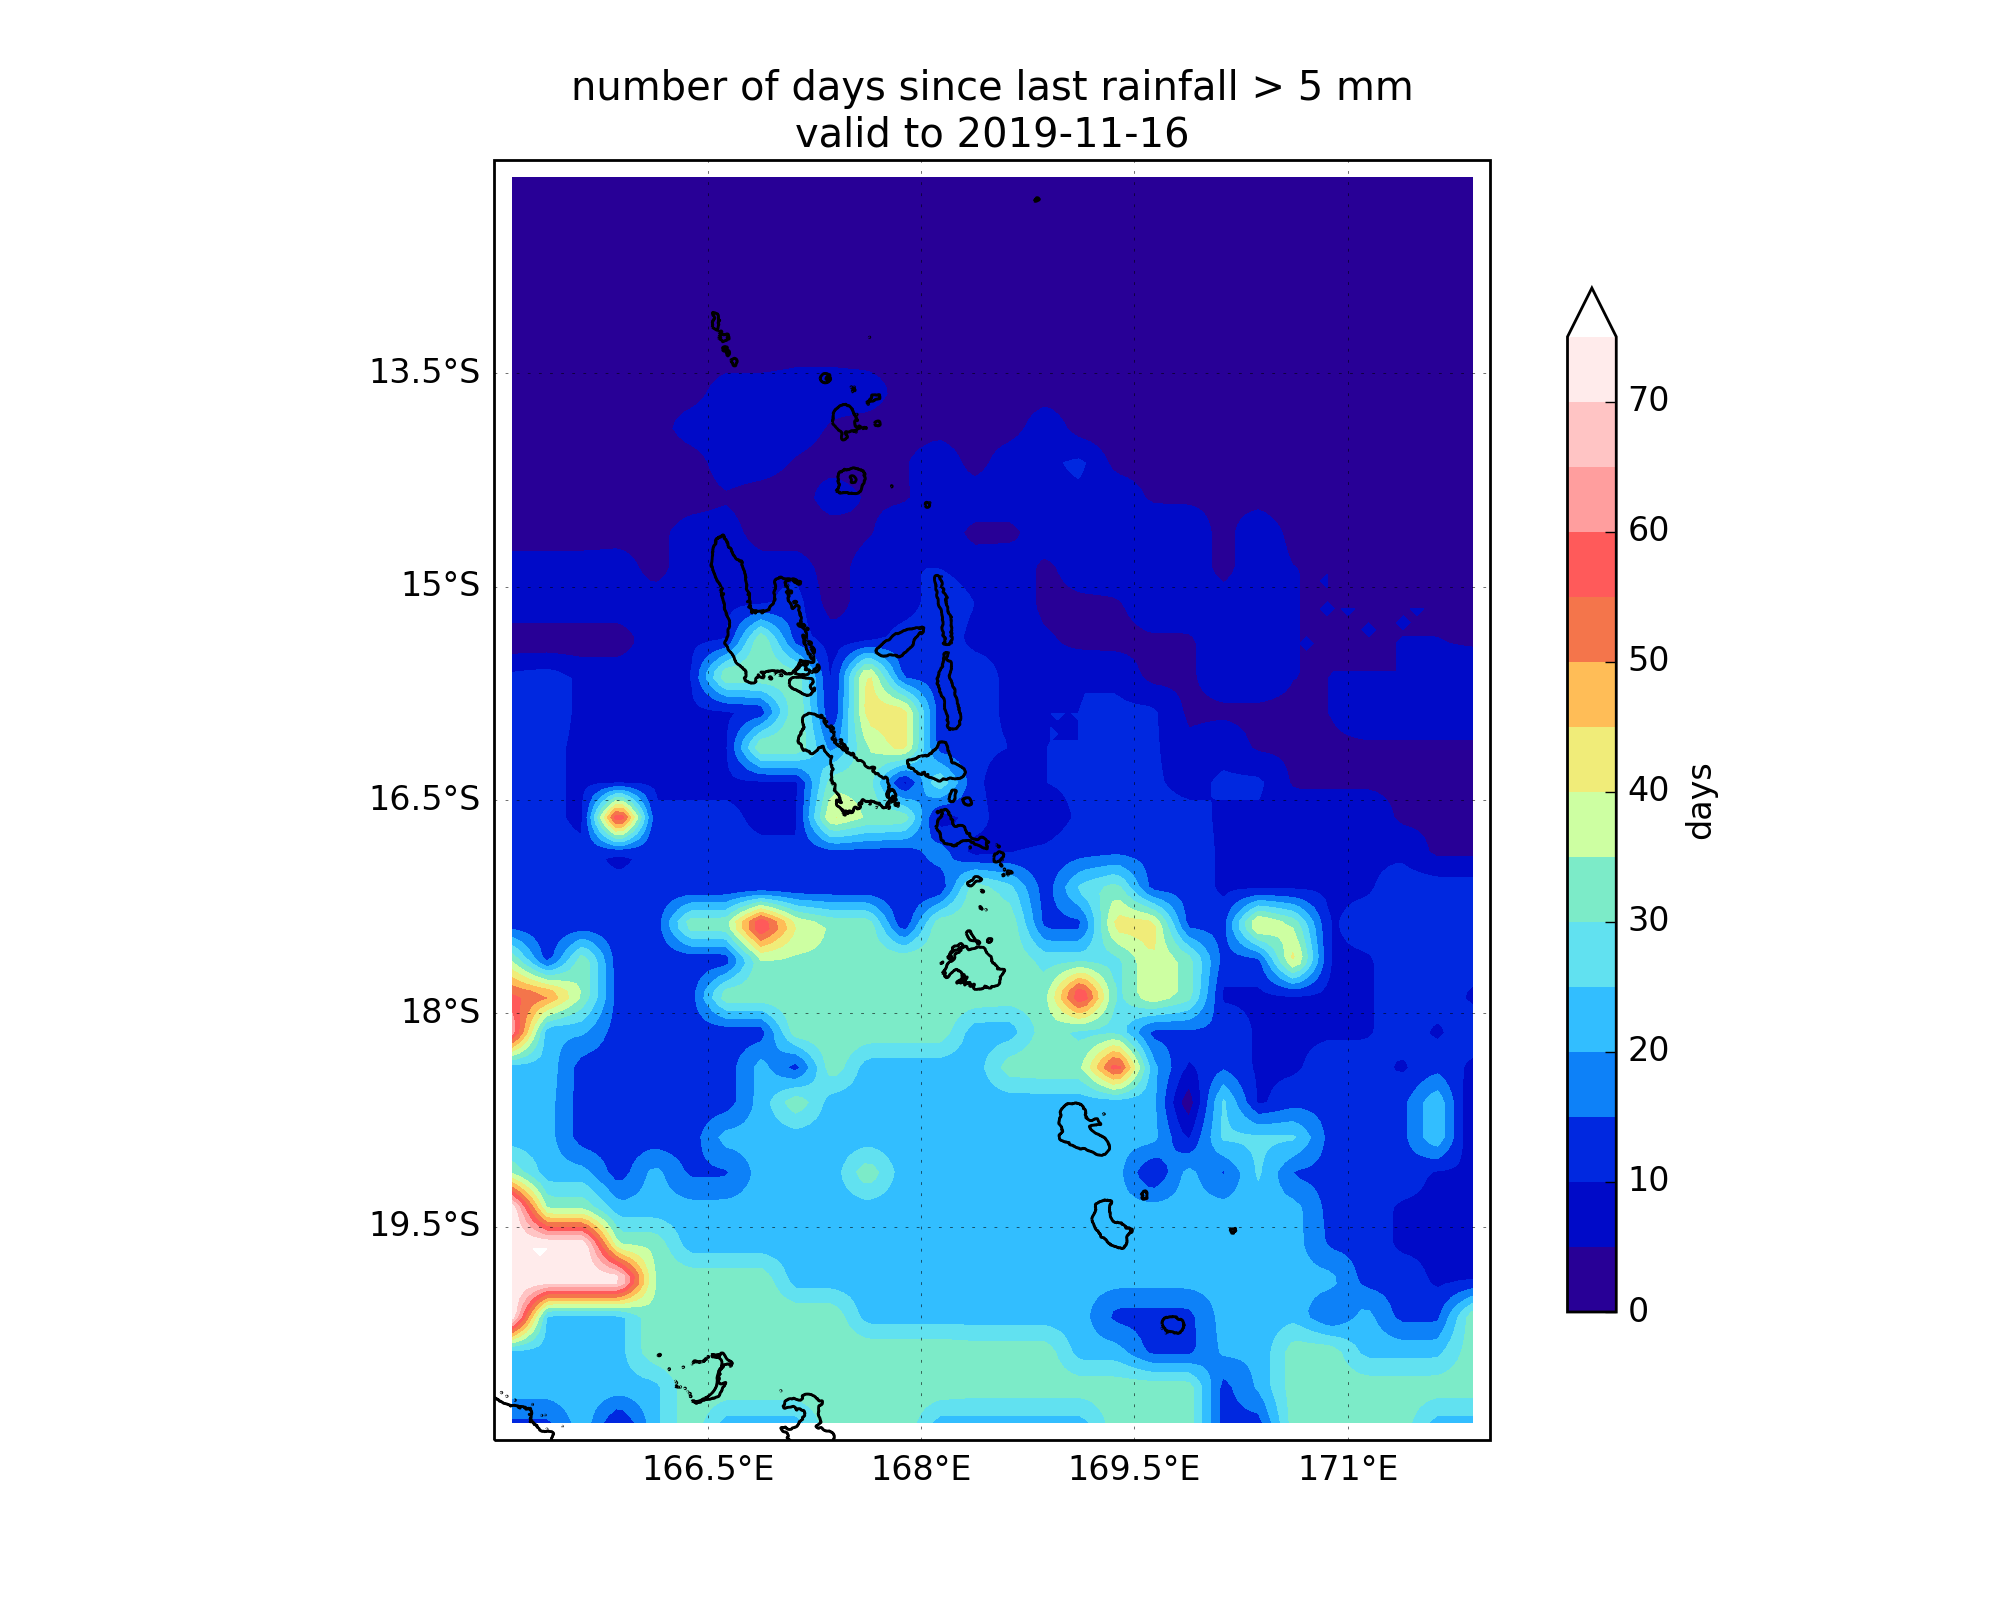 number of days since last rainfall > 5 mm
valid to 2019-11-16
13.5°S
15°S
16.5°S
18°S
19.5°S
166.5°E
168°E
169.5°E
171°E
70
60
50
40
30
20
10
0
days